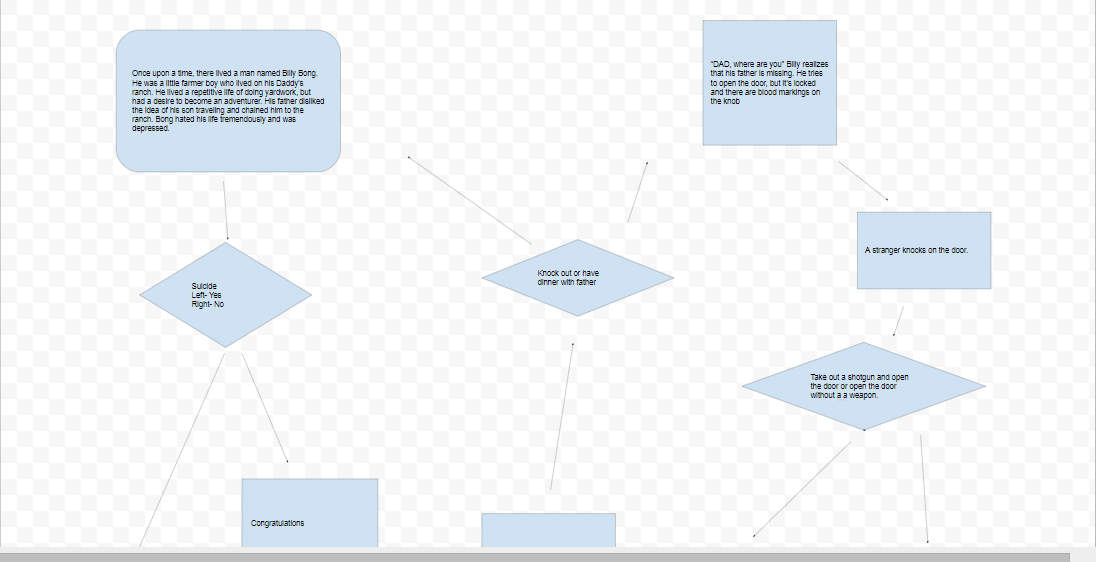 Once upon a time, there lived a man named Billy Bong.
He was a little farmer boy who lived on his Daddy's
ranch. He lived a repetitive life of doing yardwork, but
had a desire to become an adventurer. His father disliked
the idea of his son traveling and chained him to the
ranch. Bong hated his life tremendously and was
depressed.
"DAD, where are you" Billy realizes
that his father is missing. He tries
to open the door, but it's locked
and there are blood markings on
the knob
A stranger knocks on the door.
Suicide
Left- Yes
Right- No
Knock out or have
dinner with father
Take out a shotgun and open
the door or open the door
without a a weapon.
Congratulations